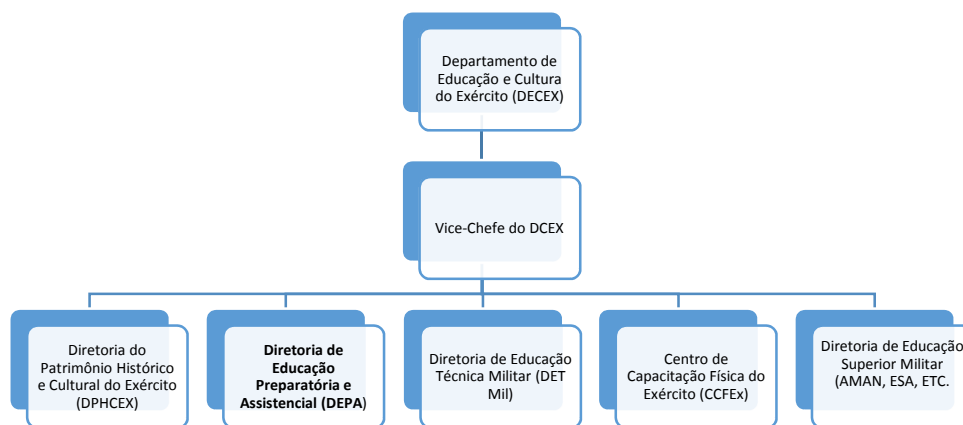 Departamento de
Educação e Cultura
do Exército (DECEX)
Vice-Chefe do DCEX
Diretoria do
Patrimônio Histórico
e Cultural do Exército
(DPHCEX)
Diretoria de
Educação
Preparatória e
Assistencial (DEPA)
Diretoria de Educação
Técnica Militar (DET
Mil)
Centro de
Capacitação Física do
Exército (CCFEx)
Diretoria de Educação
Superior Militar
(AMAN, ESA, ETC.